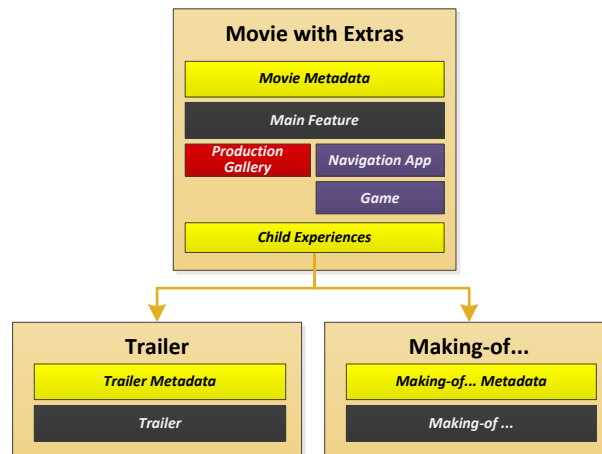 Movie with Extras
Movie Metadata
Main Feature
Production
Gallery
Navigation App
Game
Child Experiences
Trailer
Trailer Metadata
Trailer
Making-of...
Making-of... Metadata
Making-of ...